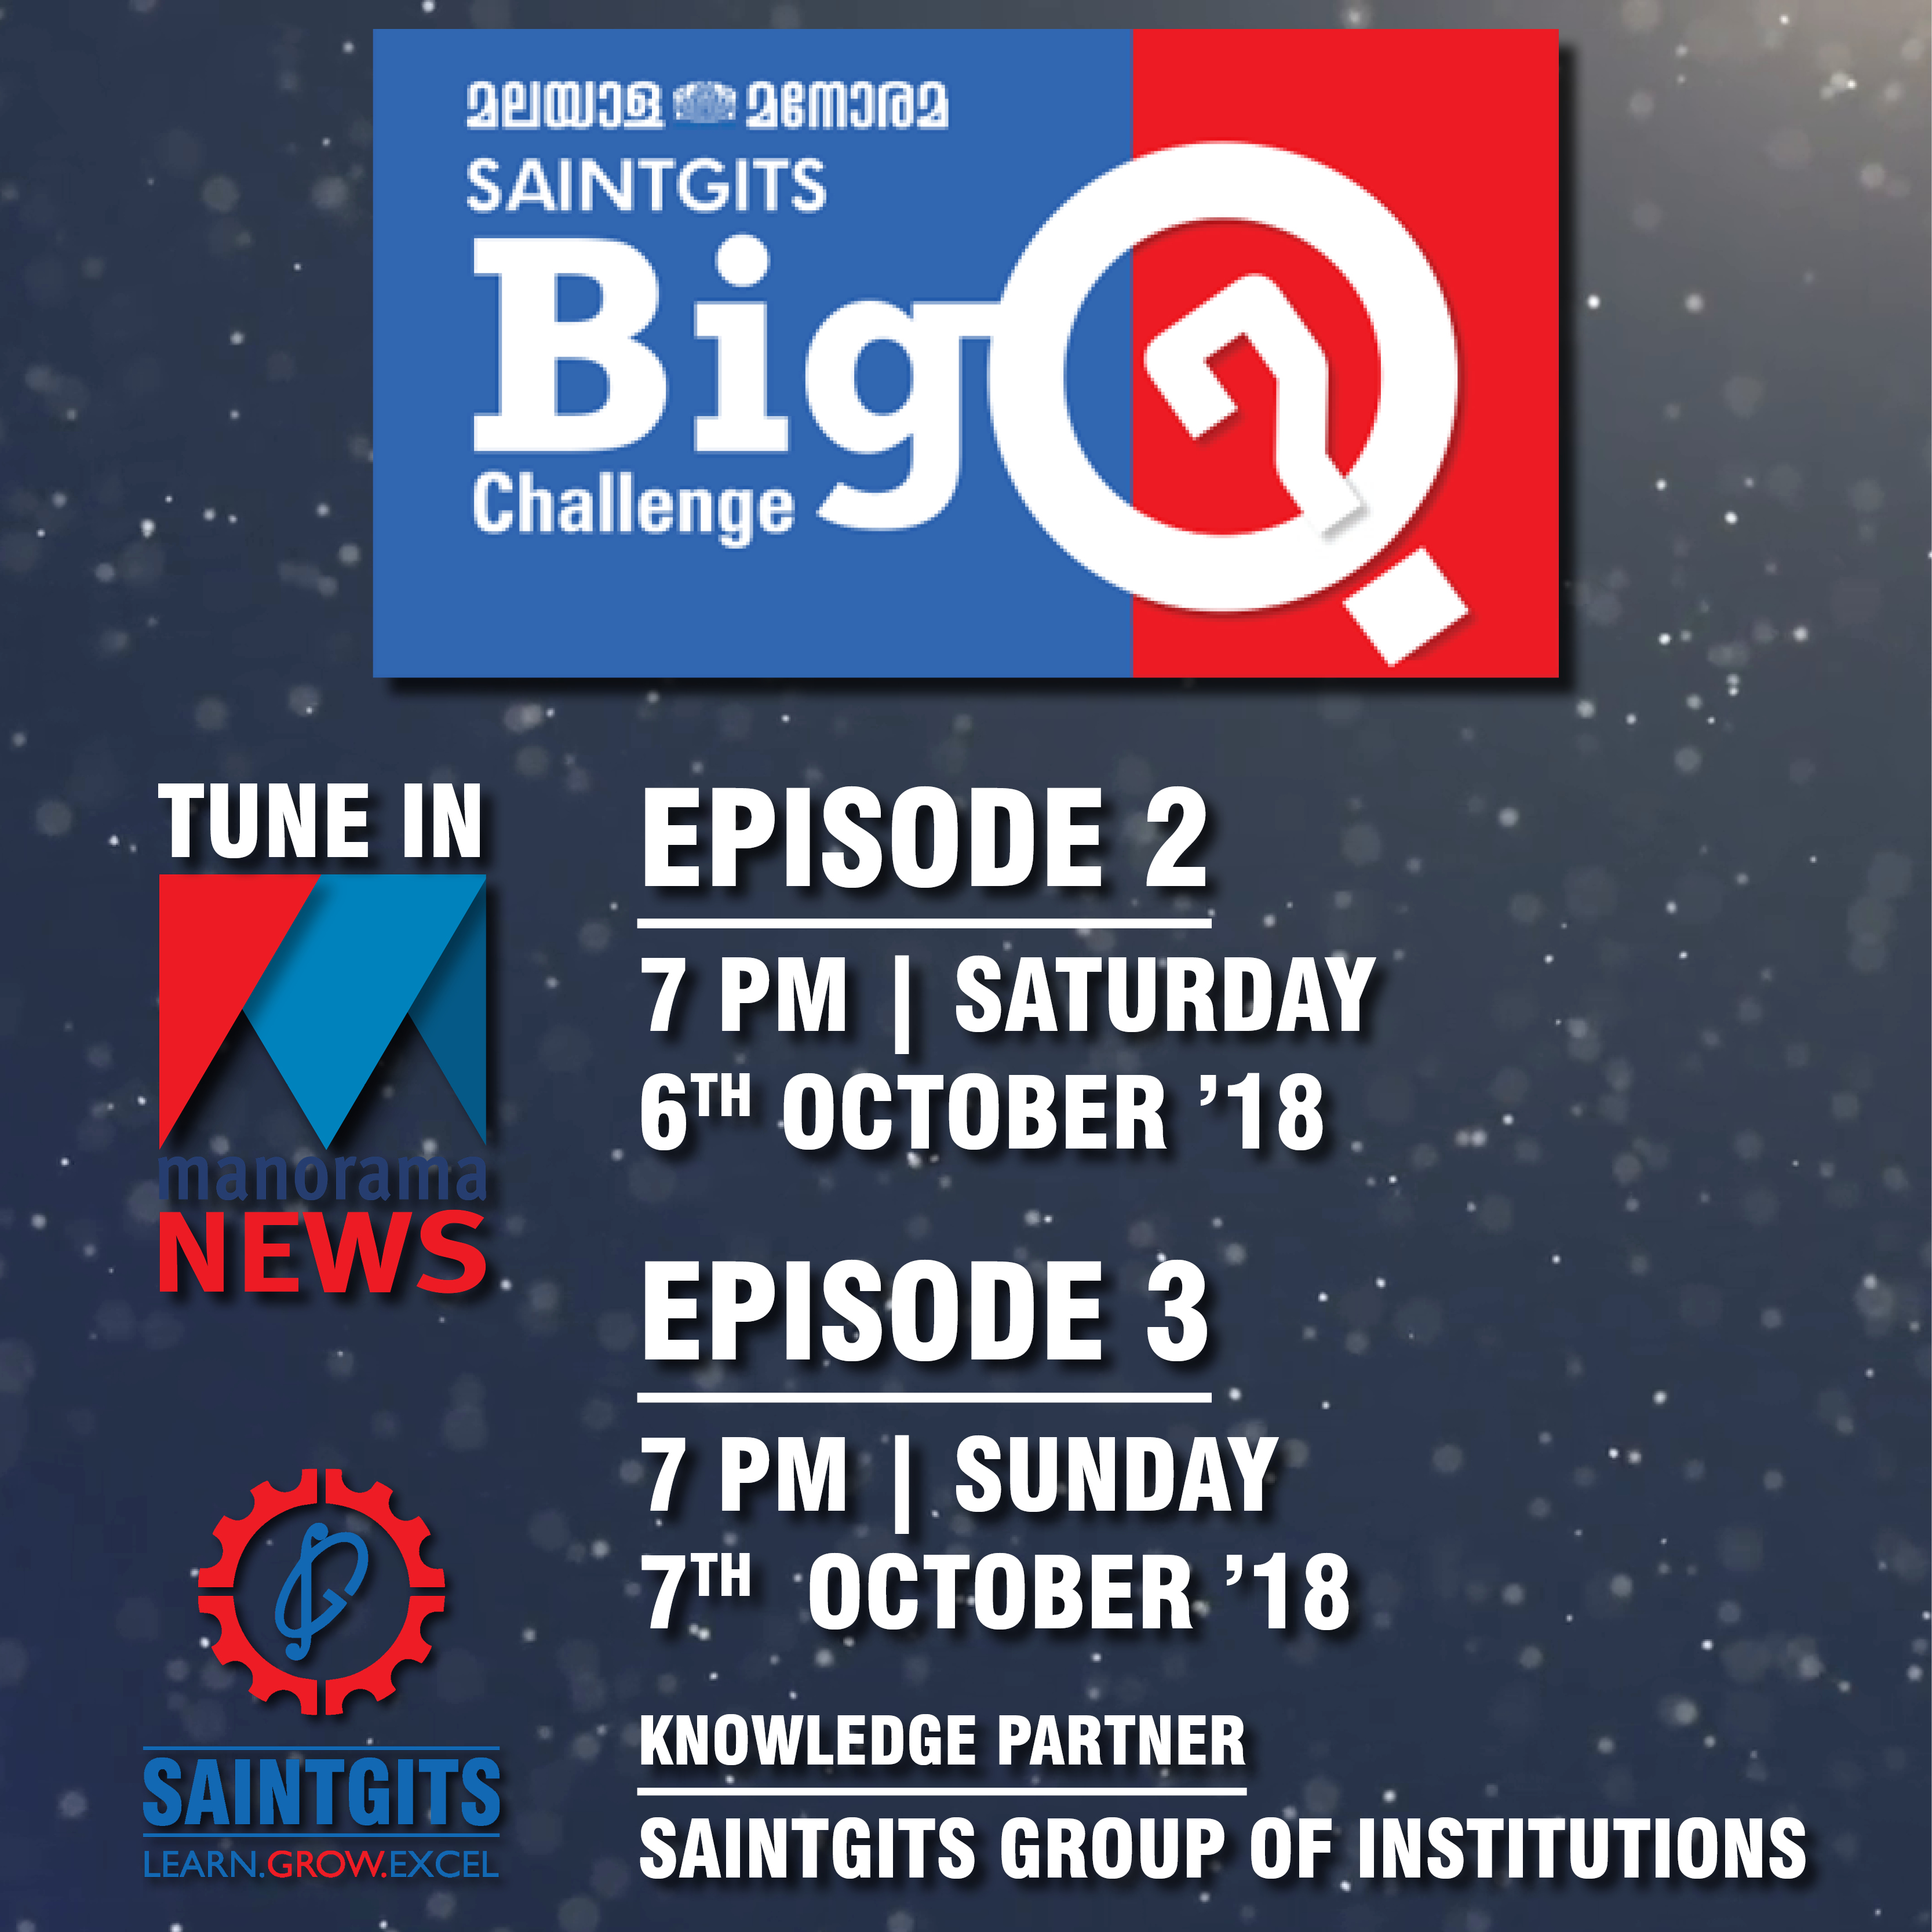 മലയാള മനോരമ
SAINTGITS
Big Q
Challenge
TUNE IN
manorama
NEWS
EPISODE 2
7 PM | SATURDAY
6TH OCTOBER ’18
EPISODE 3
7 PM | SUNDAY
7TH OCTOBER ’18
SAINTGITS
LEARN.GROW.EXCEL
KNOWLEDGE PARTNER
SAINTGITS GROUP OF INSTITUTIONS